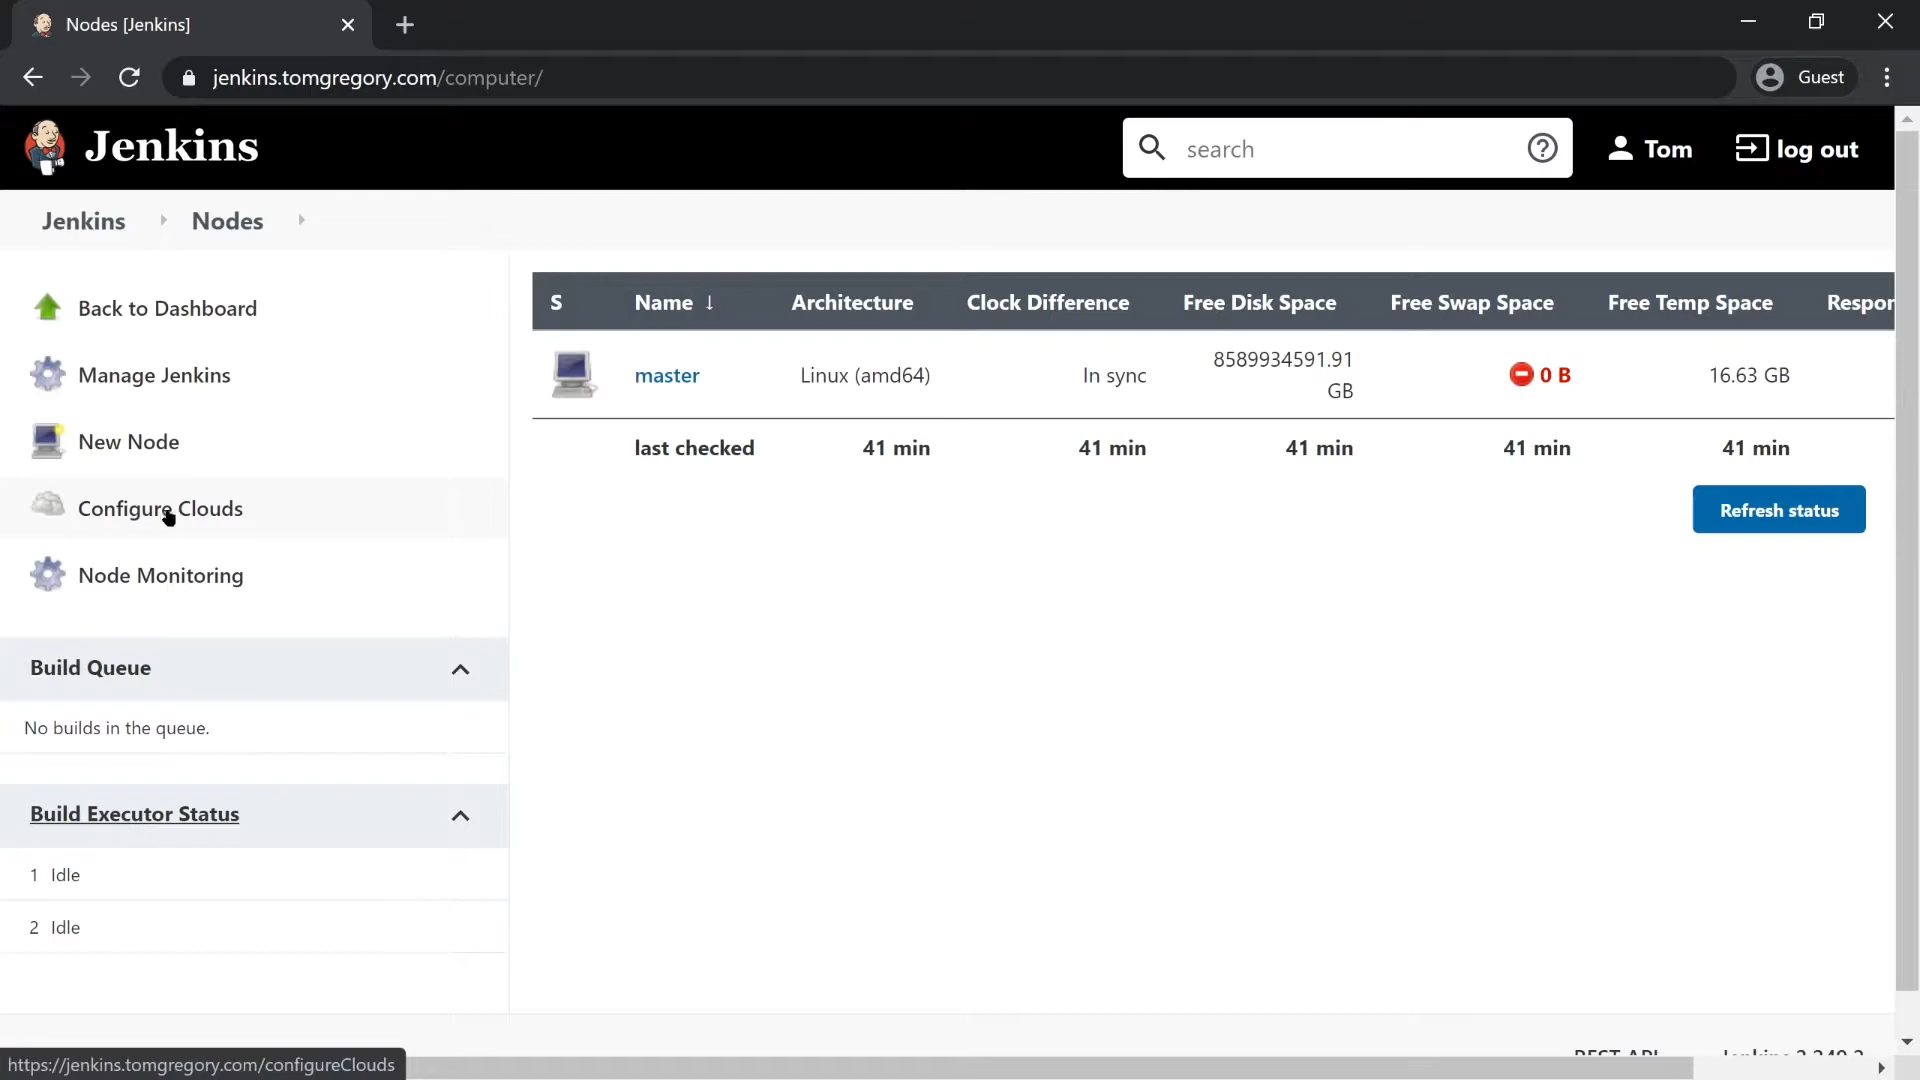 Nodes [Jenkins]
jenkins.tomgregory.com/computer/
Guest
Jenkins
search
Tom
log out
Jenkins
Nodes
Back to Dashboard
Manage Jenkins
New Node
Configure Clouds
Node Monitoring
Build Queue
No builds in the queue.
Build Executor Status
1 Idle
2 Idle
S Name ↓ Architecture Clock Difference Free Disk Space Free Swap Space Free Temp Space Respon
master Linux (amd64) In sync 8589934591.91 GB 0 B 16.63 GB
last checked 41 min 41 min 41 min 41 min 41 min
Refresh status
REST API
https://jenkins.tomgregory.com/configureClouds